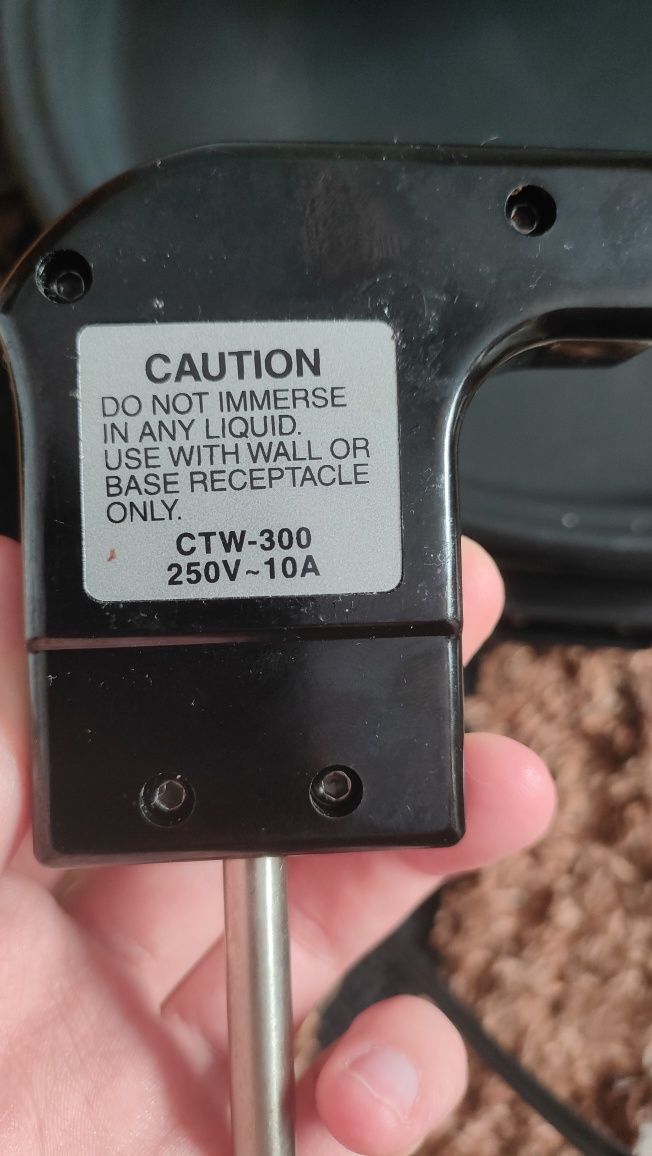 CAUTION
DO NOT IMMERSE
IN ANY LIQUID.
USE WITH WALL OR
BASE RECEPTACLE
ONLY.
CTW-300
250V~10A